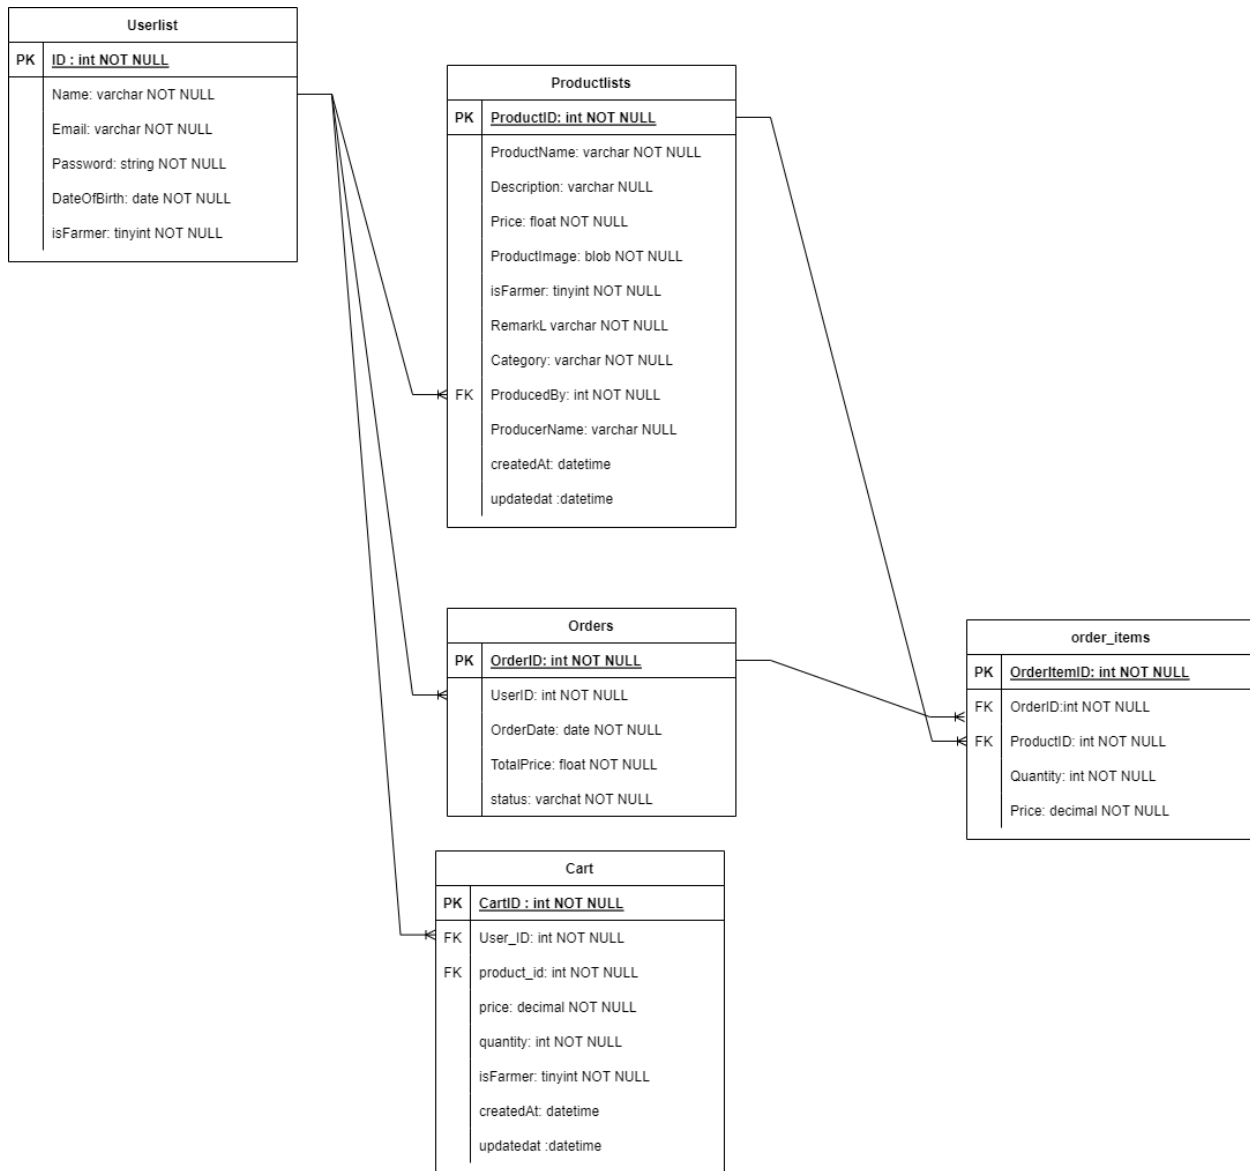 Userlist
PK ID : int NOT NULL
Name: varchar NOT NULL
Email: varchar NOT NULL
Password: string NOT NULL
DateOfBirth: date NOT NULL
isFarmer: tinyint NOT NULL
Productlists
PK ProductID: int NOT NULL
ProductName: varchar NOT NULL
Description: varchar NULL
Price: float NOT NULL
ProductImage: blob NOT NULL
isFarmer: tinyint NOT NULL
RemarkL varchar NOT NULL
Category: varchar NOT NULL
FK ProducedBy: int NOT NULL
ProducerName: varchar NULL
createdAt: datetime
updatedat :datetime
Orders
PK OrderID: int NOT NULL
UserID: int NOT NULL
OrderDate: date NOT NULL
TotalPrice: float NOT NULL
status: varchat NOT NULL
order_items
PK OrderItemID: int NOT NULL
FK OrderID:int NOT NULL
FK ProductID: int NOT NULL
Quantity: int NOT NULL
Price: decimal NOT NULL
Cart
PK CartID : int NOT NULL
FK User_ID: int NOT NULL
FK product_id: int NOT NULL
price: decimal NOT NULL
quantity: int NOT NULL
isFarmer: tinyint NOT NULL
createdAt: datetime
updatedat :datetime